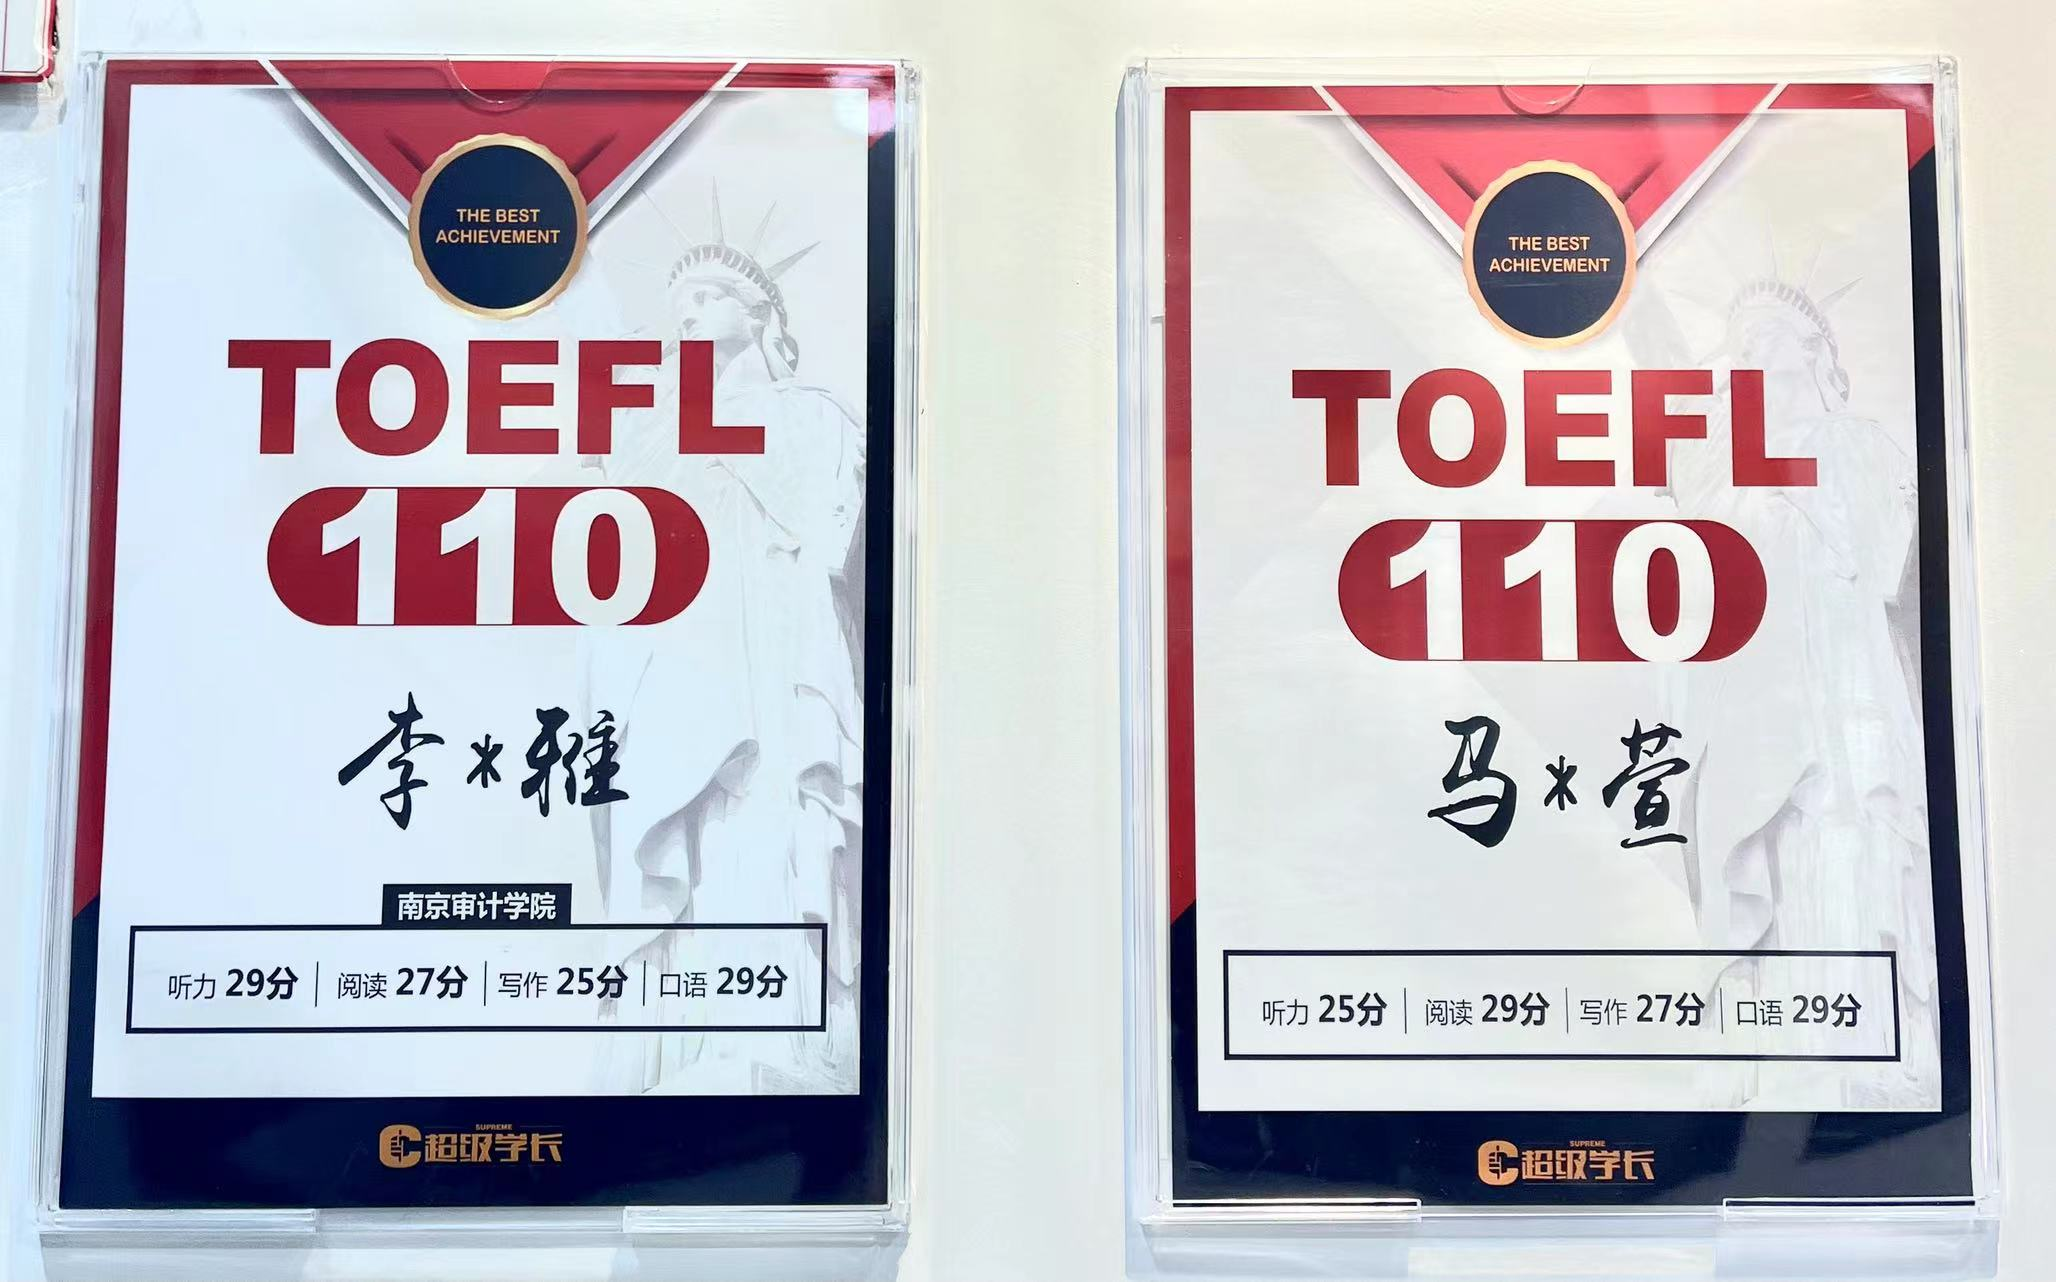 THE BEST
ACHIEVEMENT
TOEFL
110
李*雅
南京审计学院
听力 29分 | 阅读 27分 | 写作 25分 | 口语 29分
SUPREME
超级学长
THE BEST
ACHIEVEMENT
TOEFL
110
马*萱
听力 25分 | 阅读 29分 | 写作 27分 | 口语 29分
SUPREME
超级学长